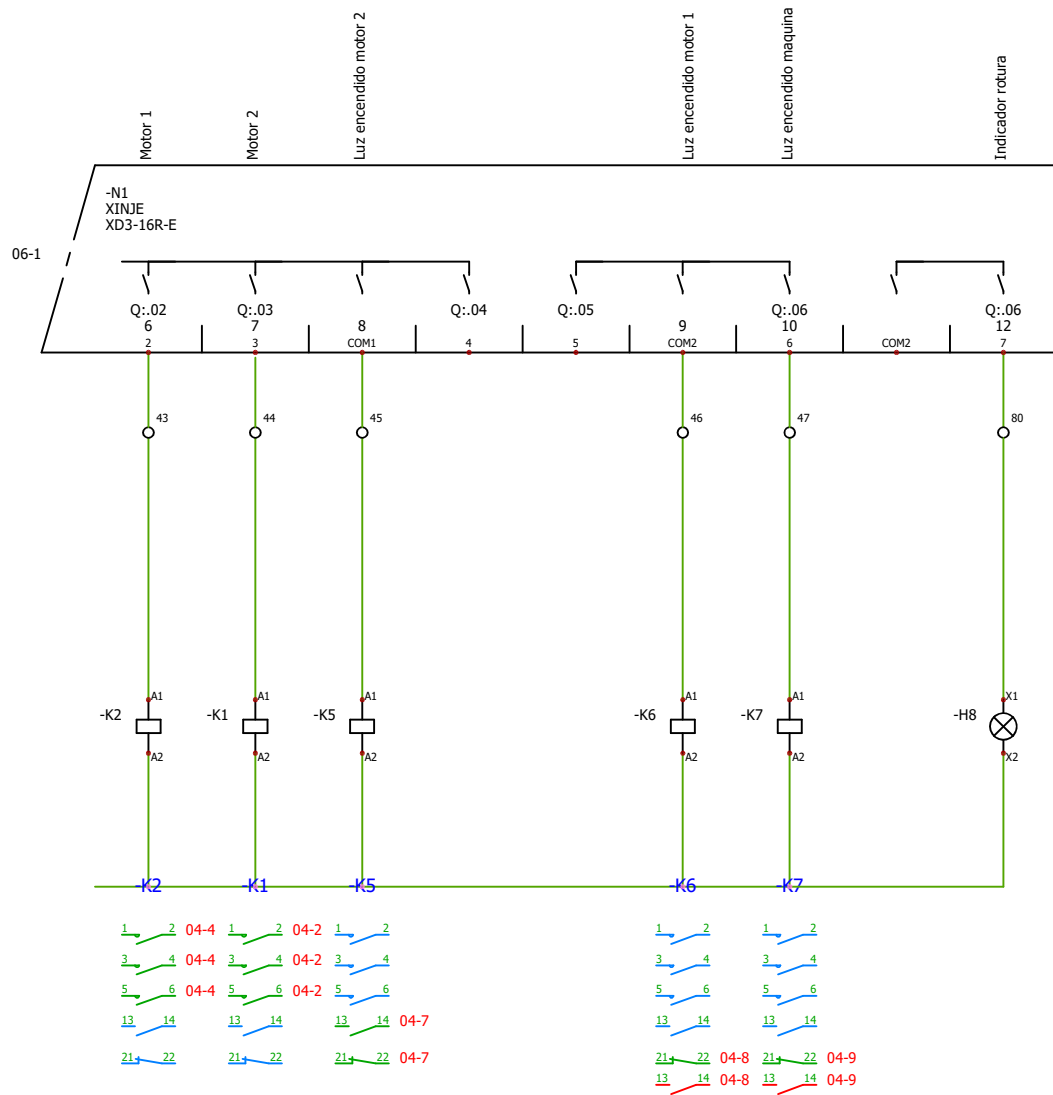 Motor 1
Motor 2
Luz encendido motor 2
Luz encendido motor 1
Luz encendido maquina
Indicador rotura
-N1
XINJE
XD3-16R-E
06-1
Q:.02 Q:.03 Q:.04 Q:.05 Q:.06 Q:.06
6 7 8 9 10 12
2 3 COM1 4 5 COM2 6 COM2 7
43 44 45 46 47 80
A1 A1 A1 A1 A1 X1
-K2 -K1 -K5 -K6 -K7 -H8
A2 A2 A2 A2 A2 X2
-K2 -K1 -K5 -K6 -K7
1 2 04-4 1 2 04-2 1 2 1 2 1 2
3 4 04-4 3 4 04-2 3 4 3 4 3 4
5 6 04-4 5 6 04-2 5 6 5 6 5 6
13 14 13 14 13 14 04-7 13 14 13 14
21 22 21 22 21 22 04-7 21 22 04-8 21 22 04-9
13 14 04-8 13 14 04-9